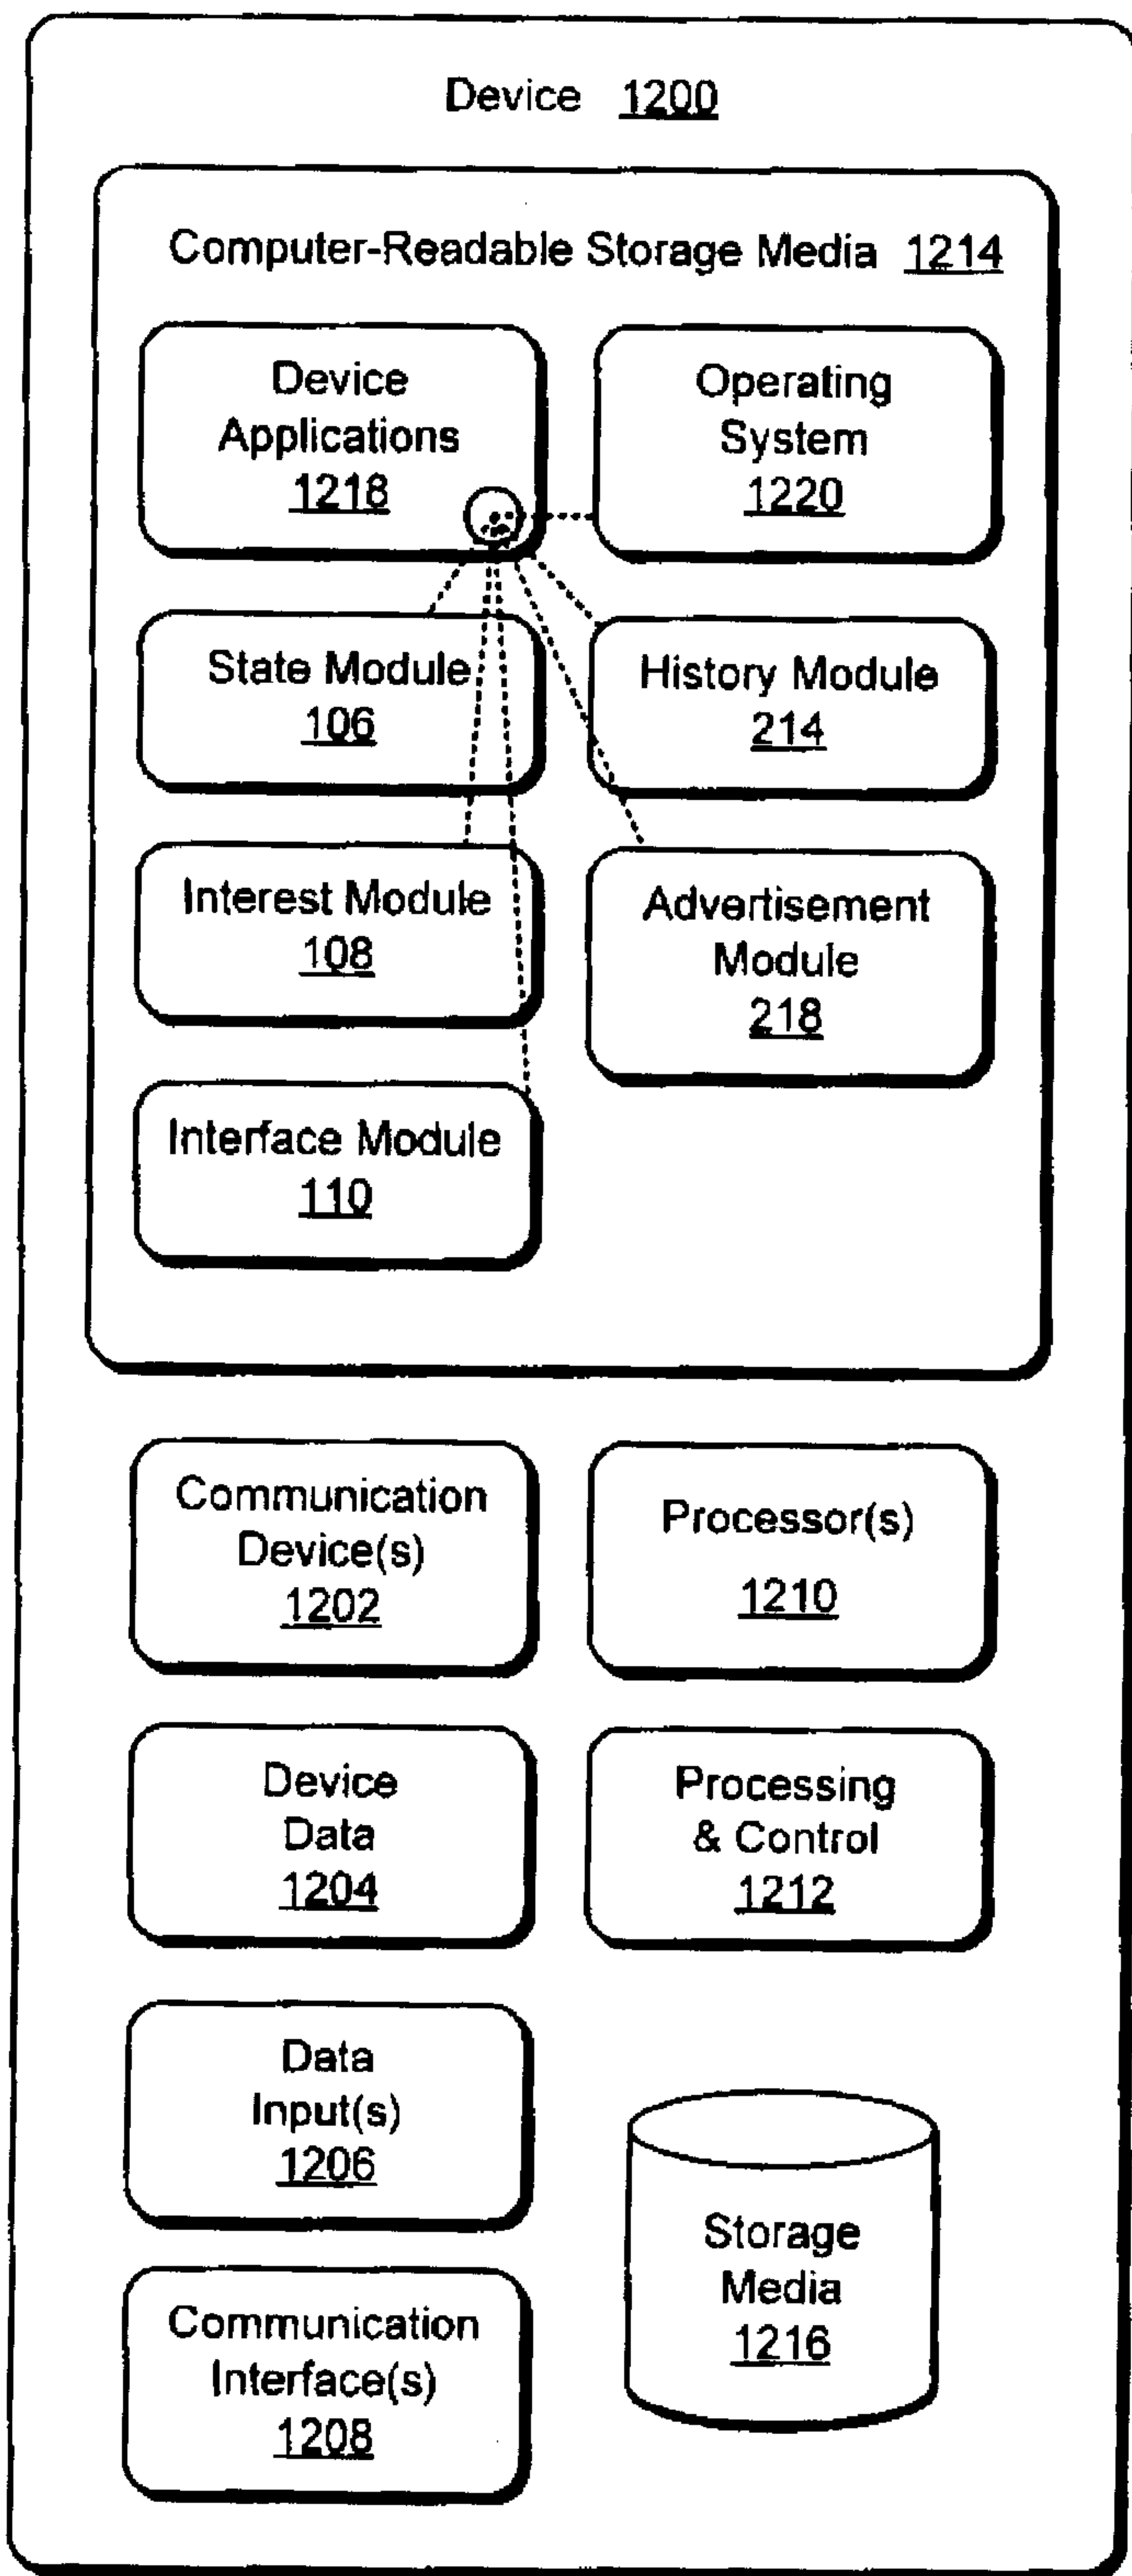 Device 1200
Computer-Readable Storage Media 1214
Device
Applications
1218
Operating
System
1220
State Module
106
History Module
214
Interest Module
108
Advertisement
Module
218
Interface Module
110
Communication
Device(s)
1202
Processor(s)
1210
Device
Data
1204
Processing
& Control
1212
Data
Input(s)
1206
Storage
Media
1216
Communication
Interface(s)
1208